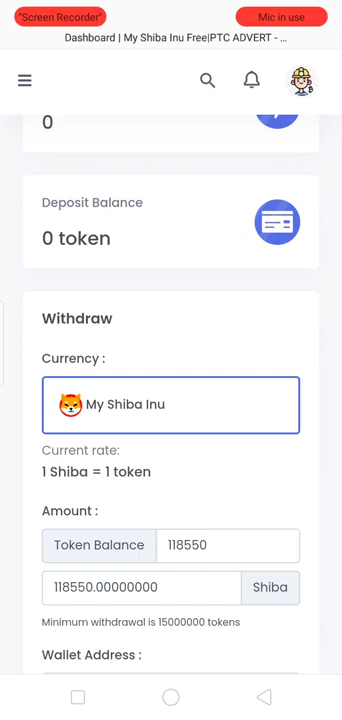 "Screen Recorder"
Mic in use
Dashboard | My Shiba Inu Free|PTC ADVERT - ...
0
Deposit Balance
0 token
Withdraw
Currency :
My Shiba Inu
Current rate:
1 Shiba = 1 token
Amount :
Token Balance 118550
118550.00000000 Shiba
Minimum withdrawal is 15000000 tokens
Wallet Address :